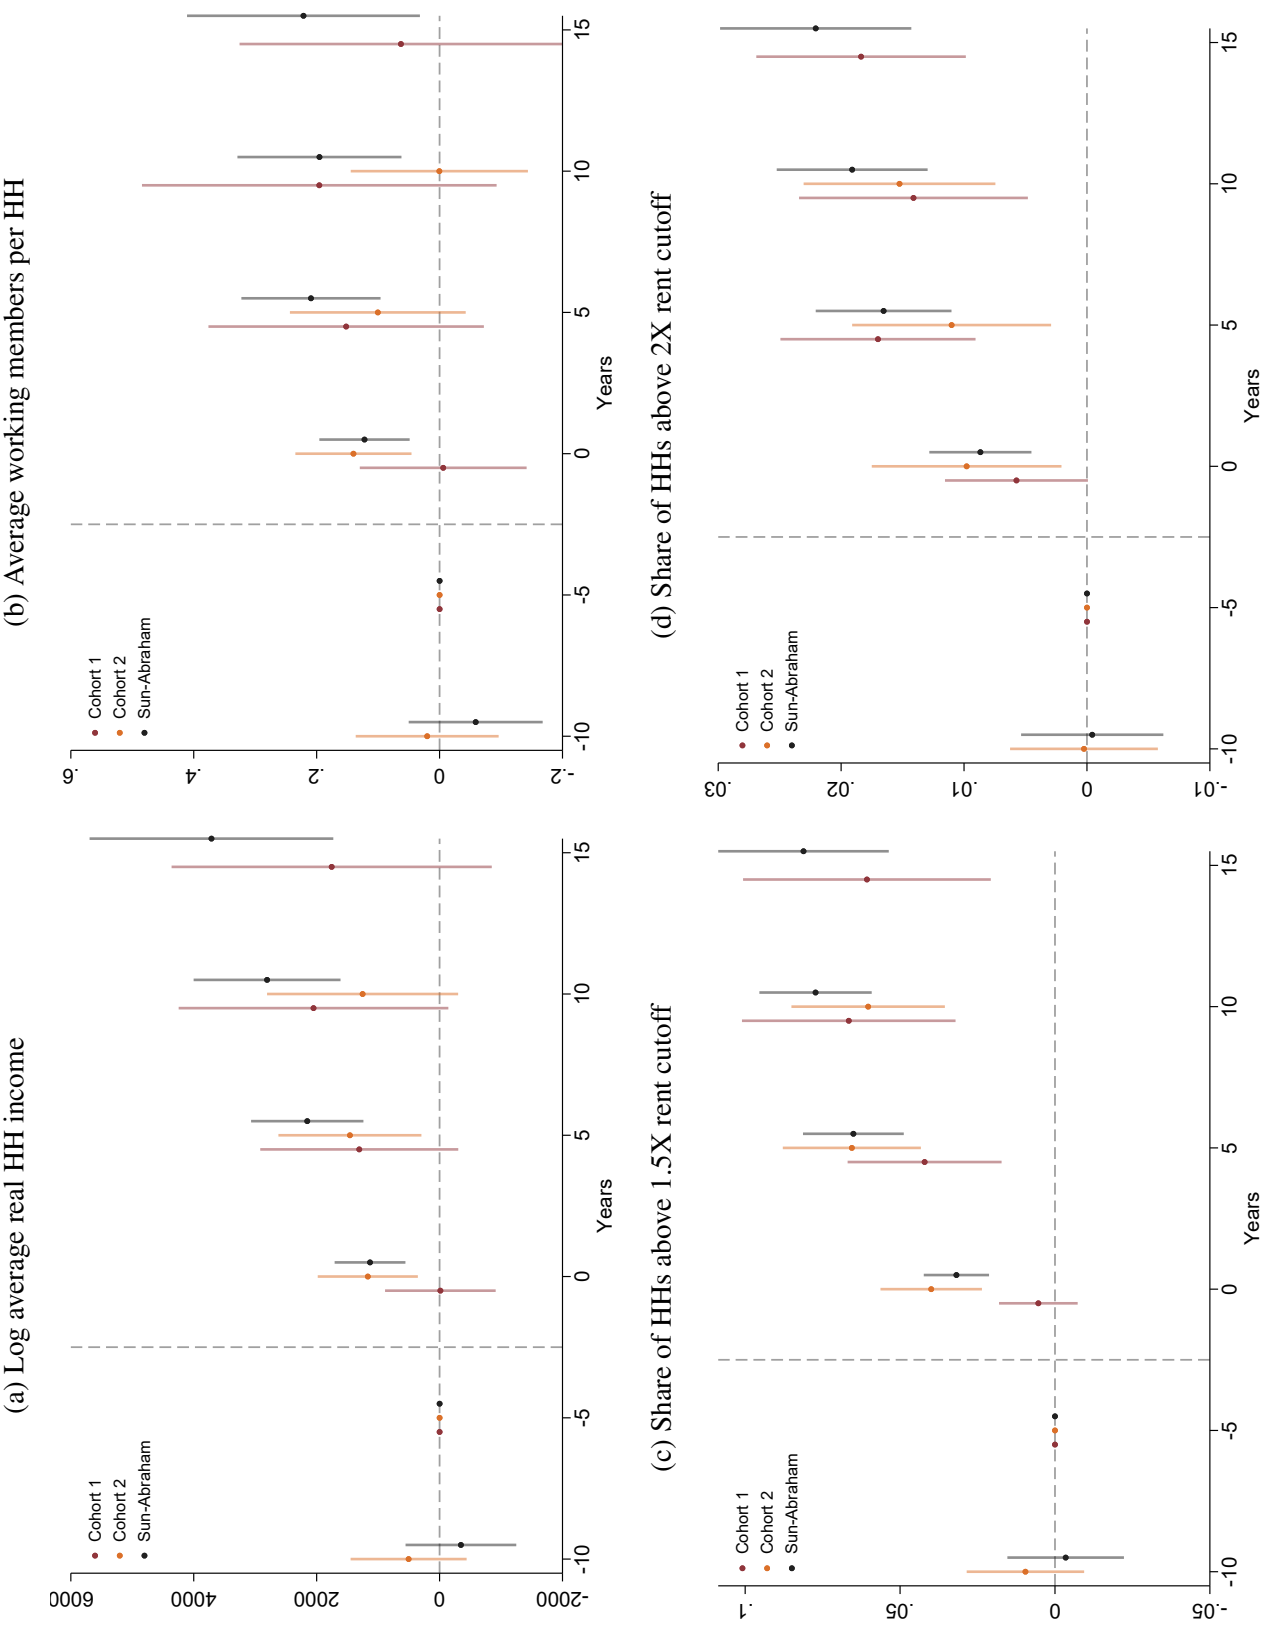 (a) Log average real HH income
Cohort 1
Cohort 2
Sun-Abraham
6000
4000
2000
0
-2000
-10
-5
0
5
10
15
Years
(b) Average working members per HH
Cohort 1
Cohort 2
Sun-Abraham
.6
.4
.2
0
-.2
-10
-5
0
5
10
15
Years
(c) Share of HHs above 1.5X rent cutoff
Cohort 1
Cohort 2
Sun-Abraham
.1
.05
0
-.05
-10
-5
0
5
10
15
Years
(d) Share of HHs above 2X rent cutoff
Cohort 1
Cohort 2
Sun-Abraham
.03
.02
.01
0
-.01
-10
-5
0
5
10
15
Years